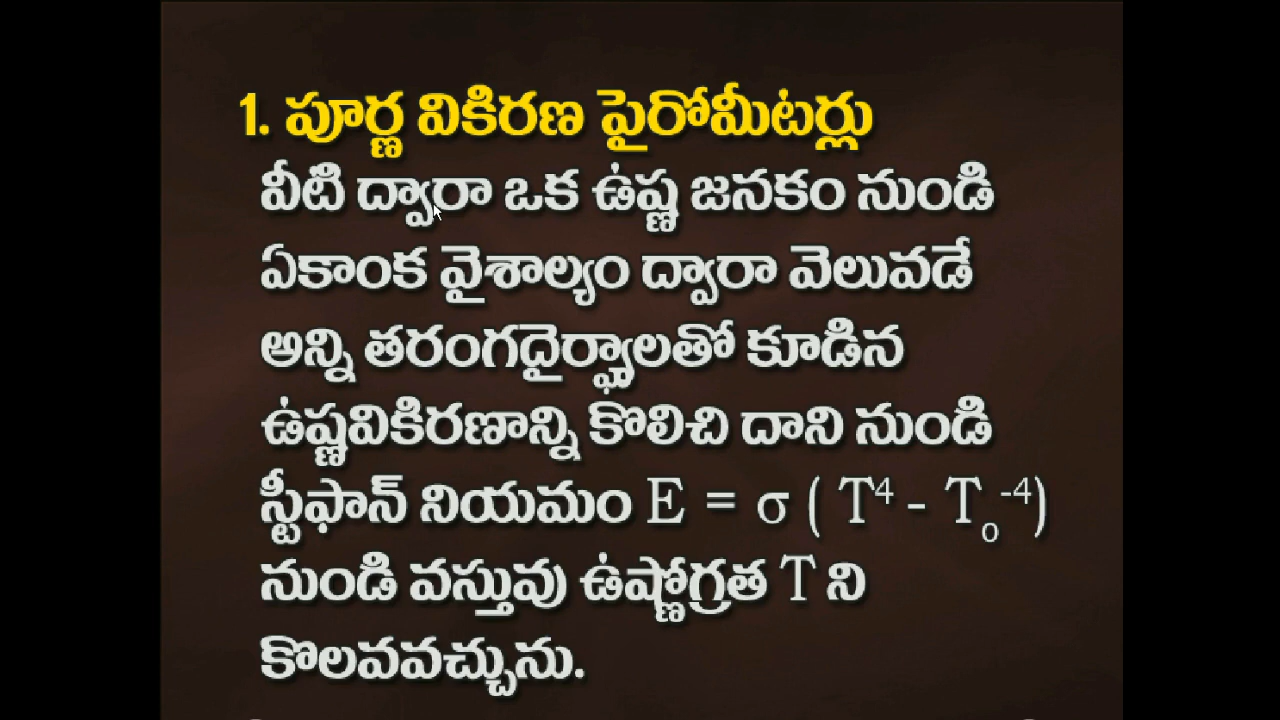 1. పూర్ణ వికిరణ పైరోమీటర్లు
వీటి ద్వారా ఒక ఉష్ణ జనకం నుండి
ఏకాంక వైశాల్యం ద్వారా వెలువడే
అన్ని తరంగదైర్ఘ్యాలతో కూడిన
ఉష్ణవికిరణాన్ని కొలిచి దాని నుండి
స్టీఫాన్ నియమం E = σ ( T⁴ - Tₒ⁻⁴)
నుండి వస్తువు ఉష్ణోగ్రత T ని
కొలవవచ్చును.